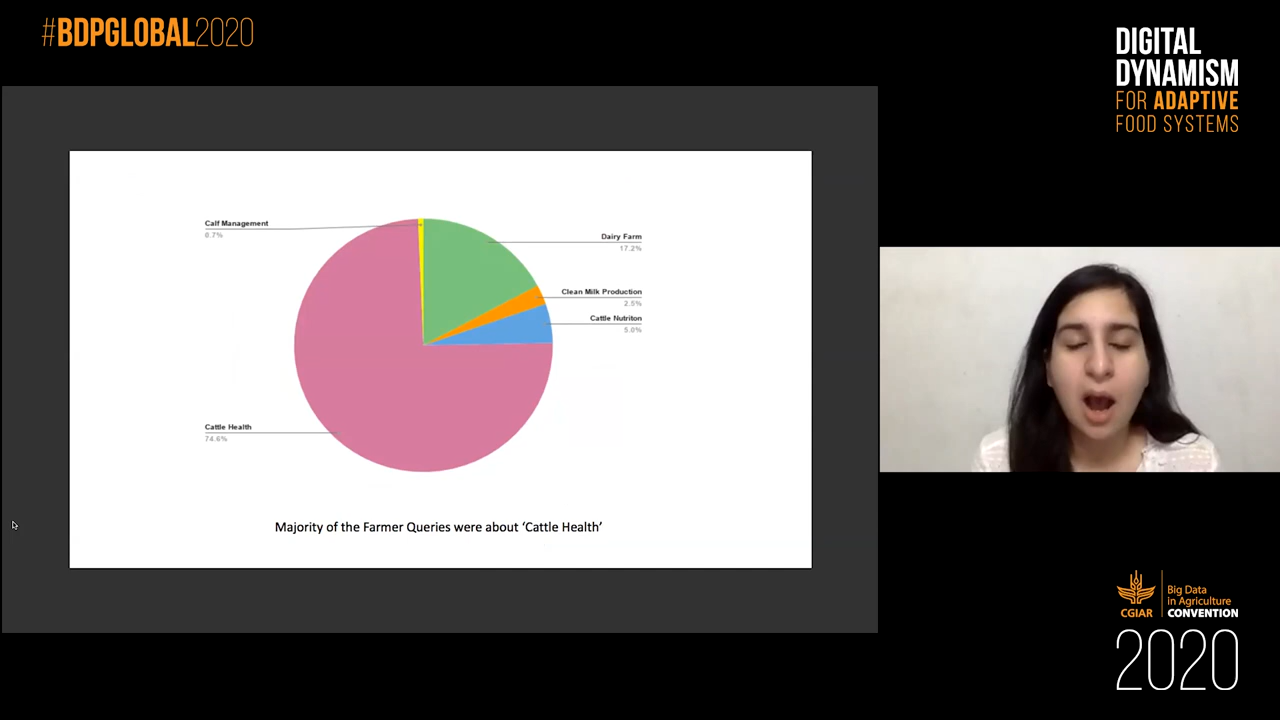 #BDPGLOBAL2020
DIGITAL
DYNAMISM
FOR ADAPTIVE
FOOD SYSTEMS
Calf Management
0.7%
Dairy Farm
17.2%
Clean Milk Production
2.5%
Cattle Nutriton
5.0%
Cattle Health
74.6%
Majority of the Farmer Queries were about ‘Cattle Health’
CGIAR
Big Data
in Agriculture
CONVENTION
2020